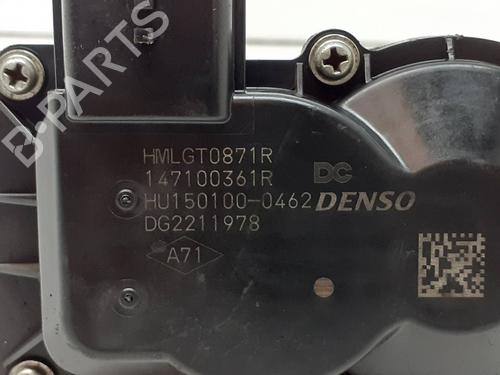 B-PARTS
HMLGT0871R
147100361R DC
HU150100-0462 DENSO
DG2211978
A71